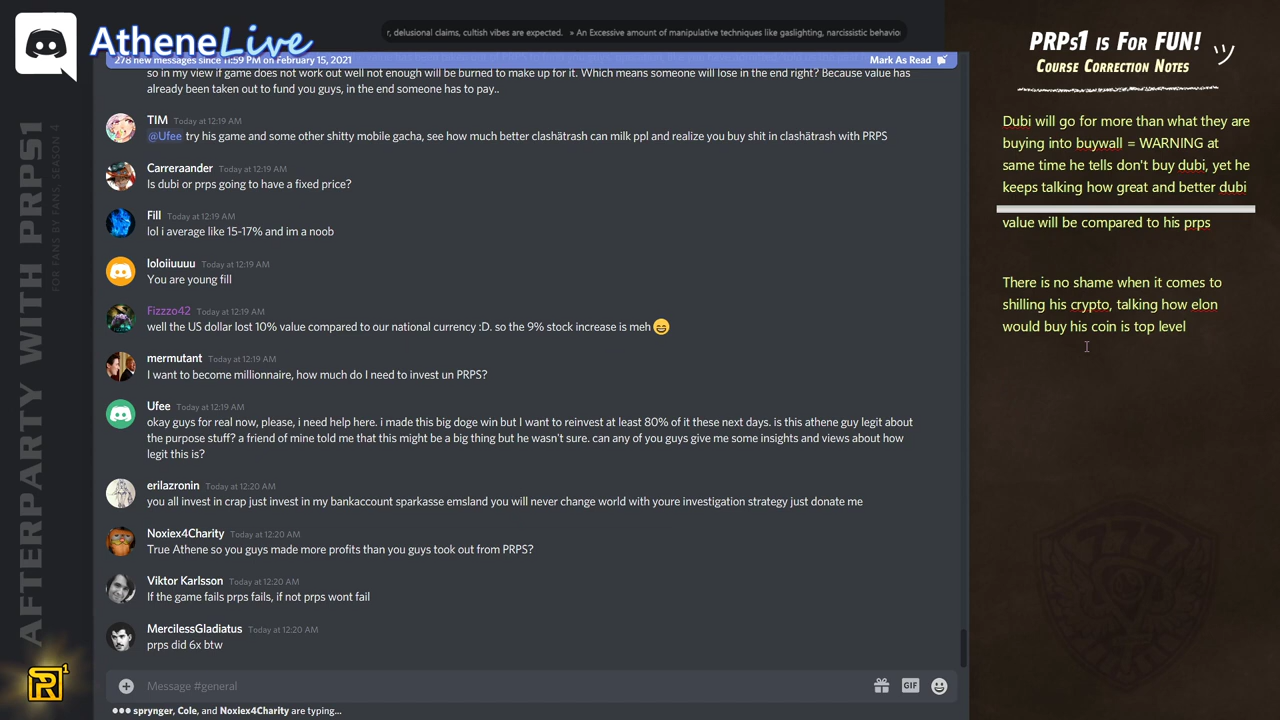 AtheneLive
r, delusional claims, cultish vibes are expected. » An Excessive amount of manipulative techniques like gaslighting, narcissistic behavio
278 new messages since 11:59 PM on February 15, 2021
Mark As Read
so in my view if game does not work out well not enough will be burned to make up for it. Which means someone will lose in the end right? Because value has
already been taken out to fund you guys, in the end someone has to pay..
TIM Today at 12:19 AM
@Ufee try his game and some other shitty mobile gacha, see how much better clashätrash can milk ppl and realize you buy shit in clashätrash with PRPS
Carreraander Today at 12:19 AM
Is dubi or prps going to have a fixed price?
Fill Today at 12:19 AM
lol i average like 15-17% and im a noob
loloiiuuuu Today at 12:19 AM
You are young fill
Fizzzo42 Today at 12:19 AM
well the US dollar lost 10% value compared to our national currency :D. so the 9% stock increase is meh
mermutant Today at 12:19 AM
I want to become millionnaire, how much do I need to invest un PRPS?
Ufee Today at 12:19 AM
okay guys for real now, please, i need help here. i made this big doge win but I want to reinvest at least 80% of it these next days. is this athene guy legit about
the purpose stuff? a friend of mine told me that this might be a big thing but he wasn't sure. can any of you guys give me some insights and views about how
legit this is?
erilazronin Today at 12:20 AM
you all invest in crap just invest in my bankaccount sparkasse emsland you will never change world with youre investigation strategy just donate me
Noxiex4Charity Today at 12:20 AM
True Athene so you guys made more profits than you guys took out from PRPS?
Viktor Karlsson Today at 12:20 AM
If the game fails prps fails, if not prps wont fail
MercilessGladiatus Today at 12:20 AM
prps did 6x btw
Message #general
GIF
sprynger, Cole, and Noxiex4Charity are typing...
AFTERPARTY WITH PRPS1
FOR FANS BY FANS, SEASON 4
R1
PRPs1 is For FUN!
Course Correction Notes
ツ
Dubi will go for more than what they are
buying into buywall = WARNING at
same time he tells don't buy dubi, yet he
keeps talking how great and better dubi
value will be compared to his prps
There is no shame when it comes to
shilling his crypto, talking how elon
would buy his coin is top level